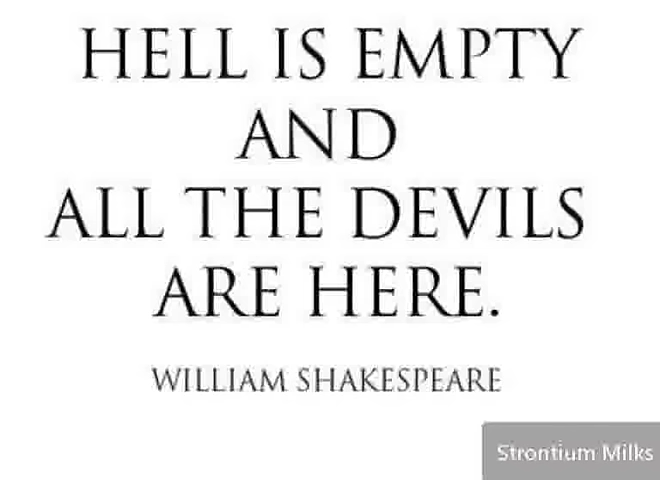 HELL IS EMPTY
AND
ALL THE DEVILS
ARE HERE.
WILLIAM SHAKESPEARE
Strontium Milks